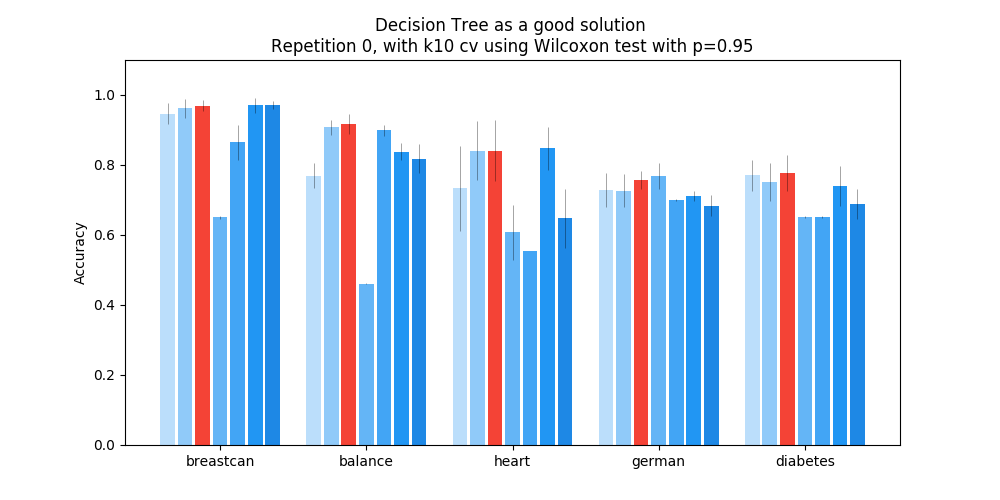 Decision Tree as a good solution
Repetition 0, with k10 cv using Wilcoxon test with p=0.95
1.0
0.8
0.6
0.4
0.2
0.0
Accuracy
breastcan
balance
heart
german
diabetes